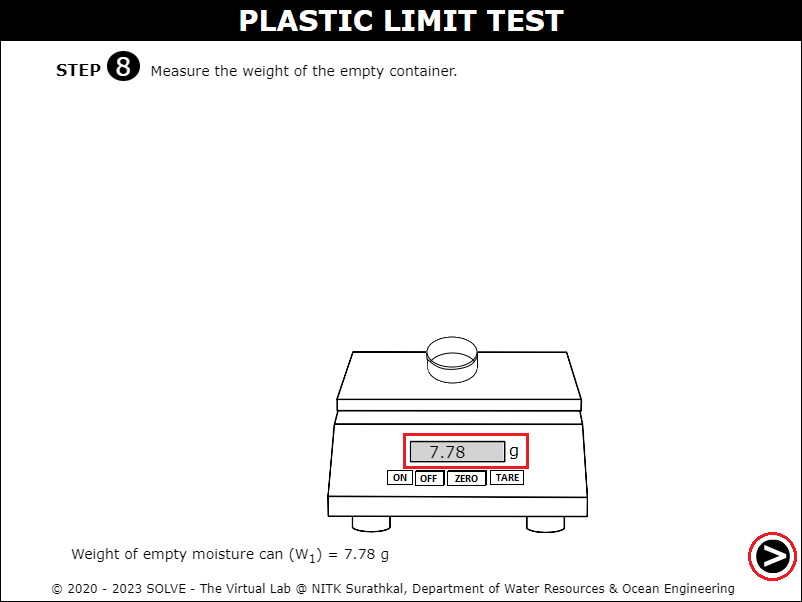 PLASTIC LIMIT TEST
STEP 8 Measure the weight of the empty container.
7.78 g
ON OFF ZERO TARE
Weight of empty moisture can (W1) = 7.78 g
>
© 2020 - 2023 SOLVE - The Virtual Lab @ NITK Surathkal, Department of Water Resources & Ocean Engineering